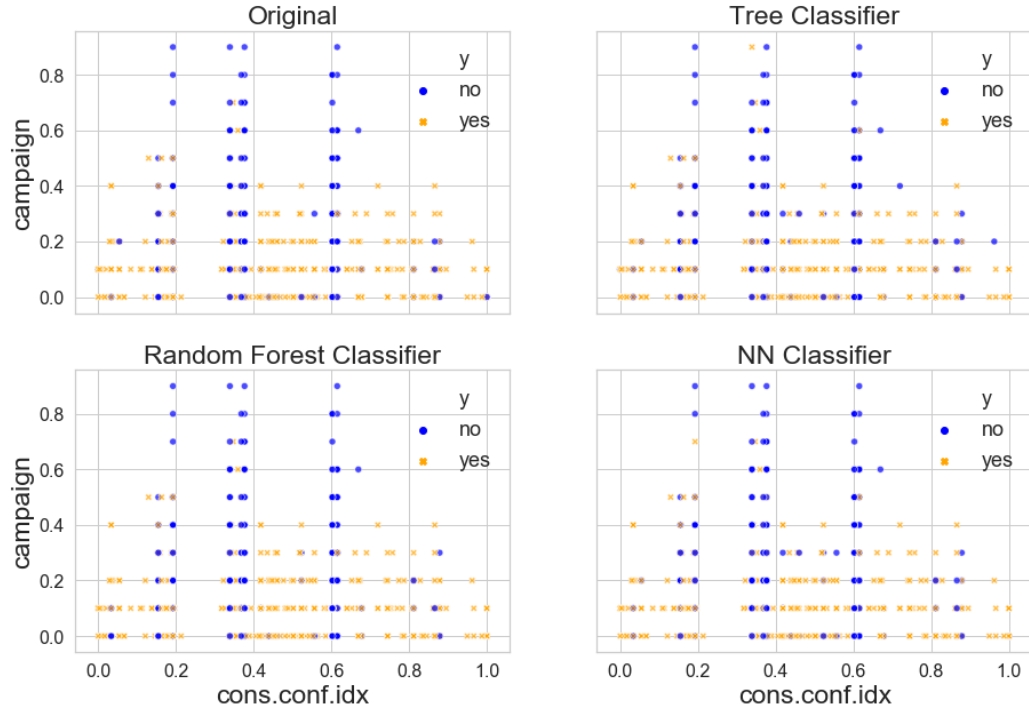 Original
Tree Classifier
campaign
0.8
0.6
0.4
0.2
0.0
y
no
yes
y
no
yes
Random Forest Classifier
NN Classifier
campaign
0.8
0.6
0.4
0.2
0.0
y
no
yes
y
no
yes
0.0 0.2 0.4 0.6 0.8 1.0
0.0 0.2 0.4 0.6 0.8 1.0
cons.conf.idx
cons.conf.idx